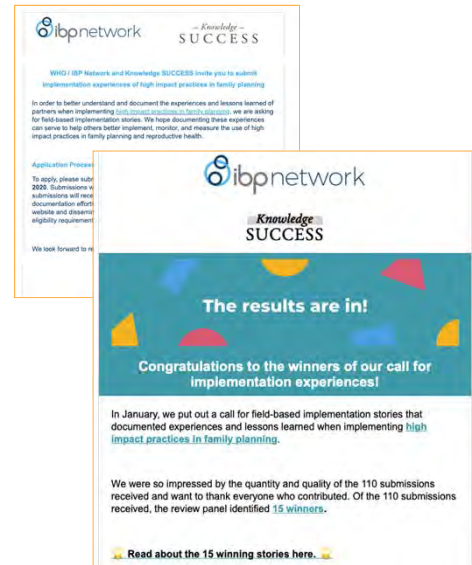 ibpnetwork
Knowledge
SUCCESS
WHO / IBP Network and Knowledge SUCCESS invite you to submit
implementation experiences of high impact practices in family planning
In order to better understand and document the experiences and lessons learned of
partners when implementing high impact practices in family planning, we are asking
for field-based implementation stories. We hope documenting these experiences
can serve to help others better implement, monitor, and measure the use of high
impact practices in family planning and reproductive health.
Application Process
To apply, please
2020. Submissions
submissions will
documentation
website and
eligibility
We look forward to
ibpnetwork
Knowledge
SUCCESS
The results are in!
Congratulations to the winners of our call for
implementation experiences!
In January, we put out a call for field-based implementation stories that
documented experiences and lessons learned when implementing high
impact practices in family planning.
We were so impressed by the quantity and quality of the 110 submissions
received and want to thank everyone who contributed. Of the 110 submissions
received, the review panel identified 15 winners.
Read about the 15 winning stories here.